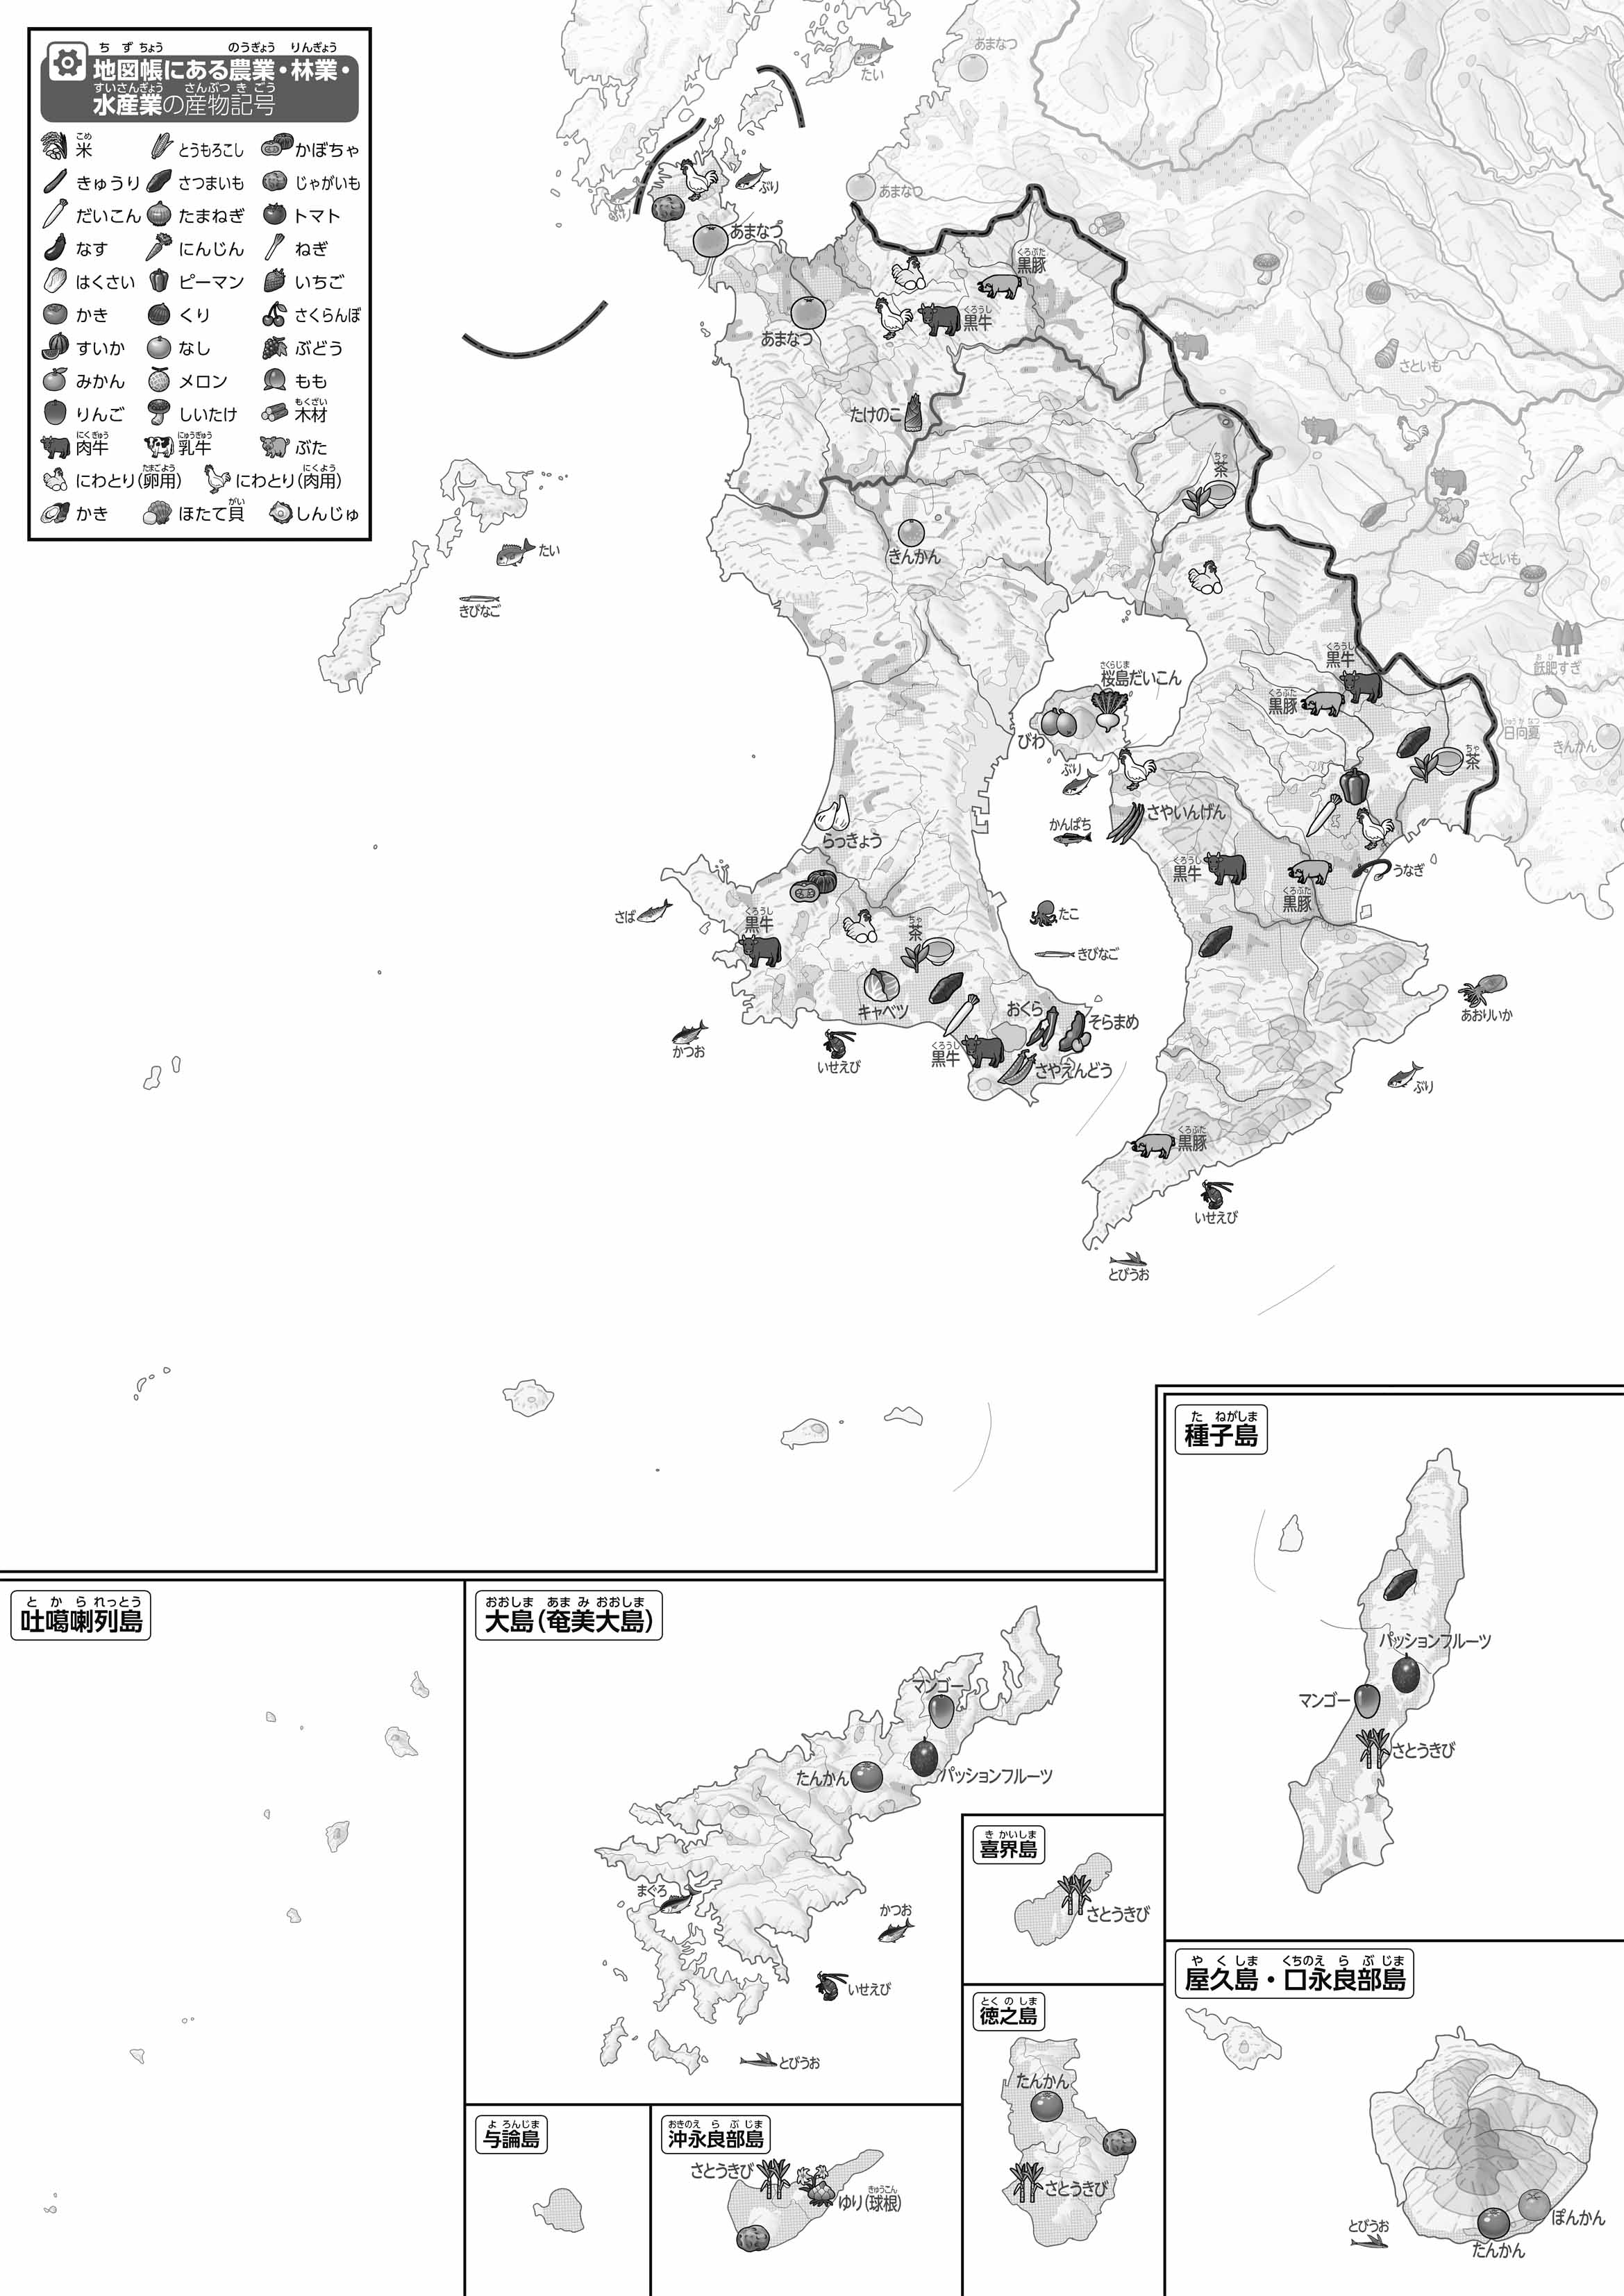 地図帳にある農業・林業・
水産業の産物記号
米 とうもろこし かぼちゃ
きゅうり さつまいも じゃがいも
だいこん たまねぎ トマト
なす にんじん ねぎ
はくさい ピーマン いちご
かき くり さくらんぼ
すいか なし ぶどう
みかん メロン もも
りんご しいたけ 木材
肉牛 乳牛 ぶた
にわとり(卵用) にわとり(肉用)
かき ほたて貝 しんじゅ
たい
あまなつ
あまなつ
ぶり
ぶり
あまなつ
黒豚
黒牛
あまなつ
さといも
たけのこ
茶
きんかん
たい
きびなご
さといも
黒牛
飫肥すぎ
桜島だいこん
黒豚
日向夏
きんかん
びわ
茶
ぶり
さやいんげん
かんぱち
らっきょう
黒牛
うなぎ
黒豚
さば
黒牛
たこ
茶
きびなご
キャベツ
おくら
そらまめ
あおりいか
かつお
いせえび
黒牛
さやえんどう
ぶり
黒豚
いせえび
とびうお
種子島
パッションフルーツ
マンゴー
さとうきび
吐噶喇列島
大島(奄美大島)
マンゴー
たんかん
パッションフルーツ
まぐろ
かつお
いせえび
とびうお
喜界島
さとうきび
屋久島・口永良部島
ぽんかん
とびうお
たんかん
徳之島
たんかん
さとうきび
与論島
沖永良部島
さとうきび
ゆり(球根)